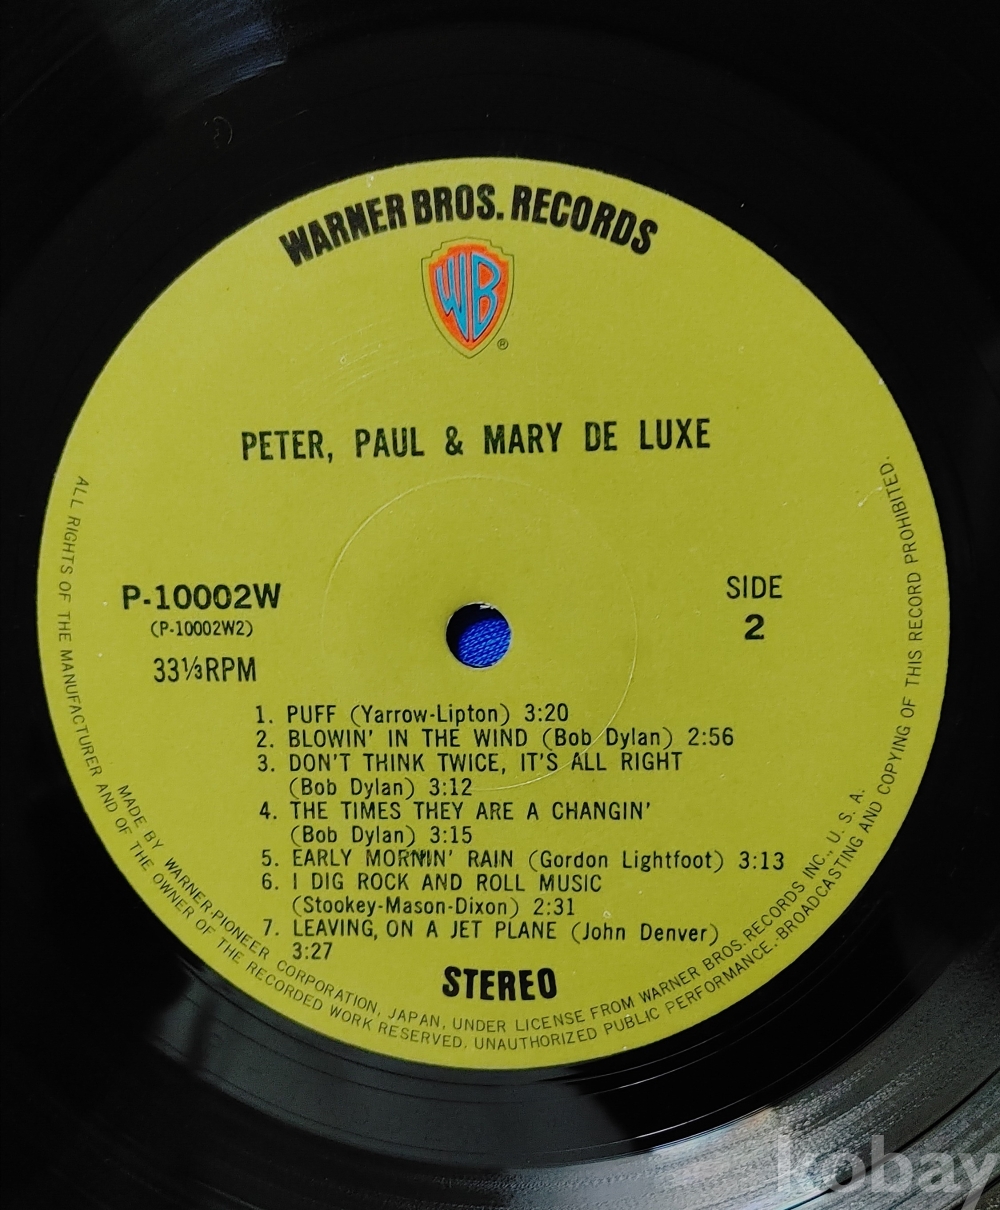 WARNER BROS. RECORDS
WB
®
PETER, PAUL & MARY DE LUXE
P-10002W
(P-10002W2)
33⅓RPM
SIDE
2
1. PUFF (Yarrow-Lipton) 3:20
2. BLOWIN' IN THE WIND (Bob Dylan) 2:56
3. DON'T THINK TWICE, IT'S ALL RIGHT
(Bob Dylan) 3:12
4. THE TIMES THEY ARE A CHANGIN'
(Bob Dylan) 3:15
5. EARLY MORNIN' RAIN (Gordon Lightfoot) 3:13
6. I DIG ROCK AND ROLL MUSIC
(Stookey-Mason-Dixon) 2:31
7. LEAVING, ON A JET PLANE (John Denver)
3:27
STEREO
MADE BY WARNER-PIONEER CORPORATION, JAPAN, UNDER LICENSE FROM WARNER BROS. RECORDS INC., U. S. A.
ALL RIGHTS OF THE MANUFACTURER AND OF THE OWNER OF THE RECORDED WORK RESERVED. UNAUTHORIZED PUBLIC PERFORMANCE. BROADCASTING AND COPYING OF THIS RECORD PROHIBITED.
kobay